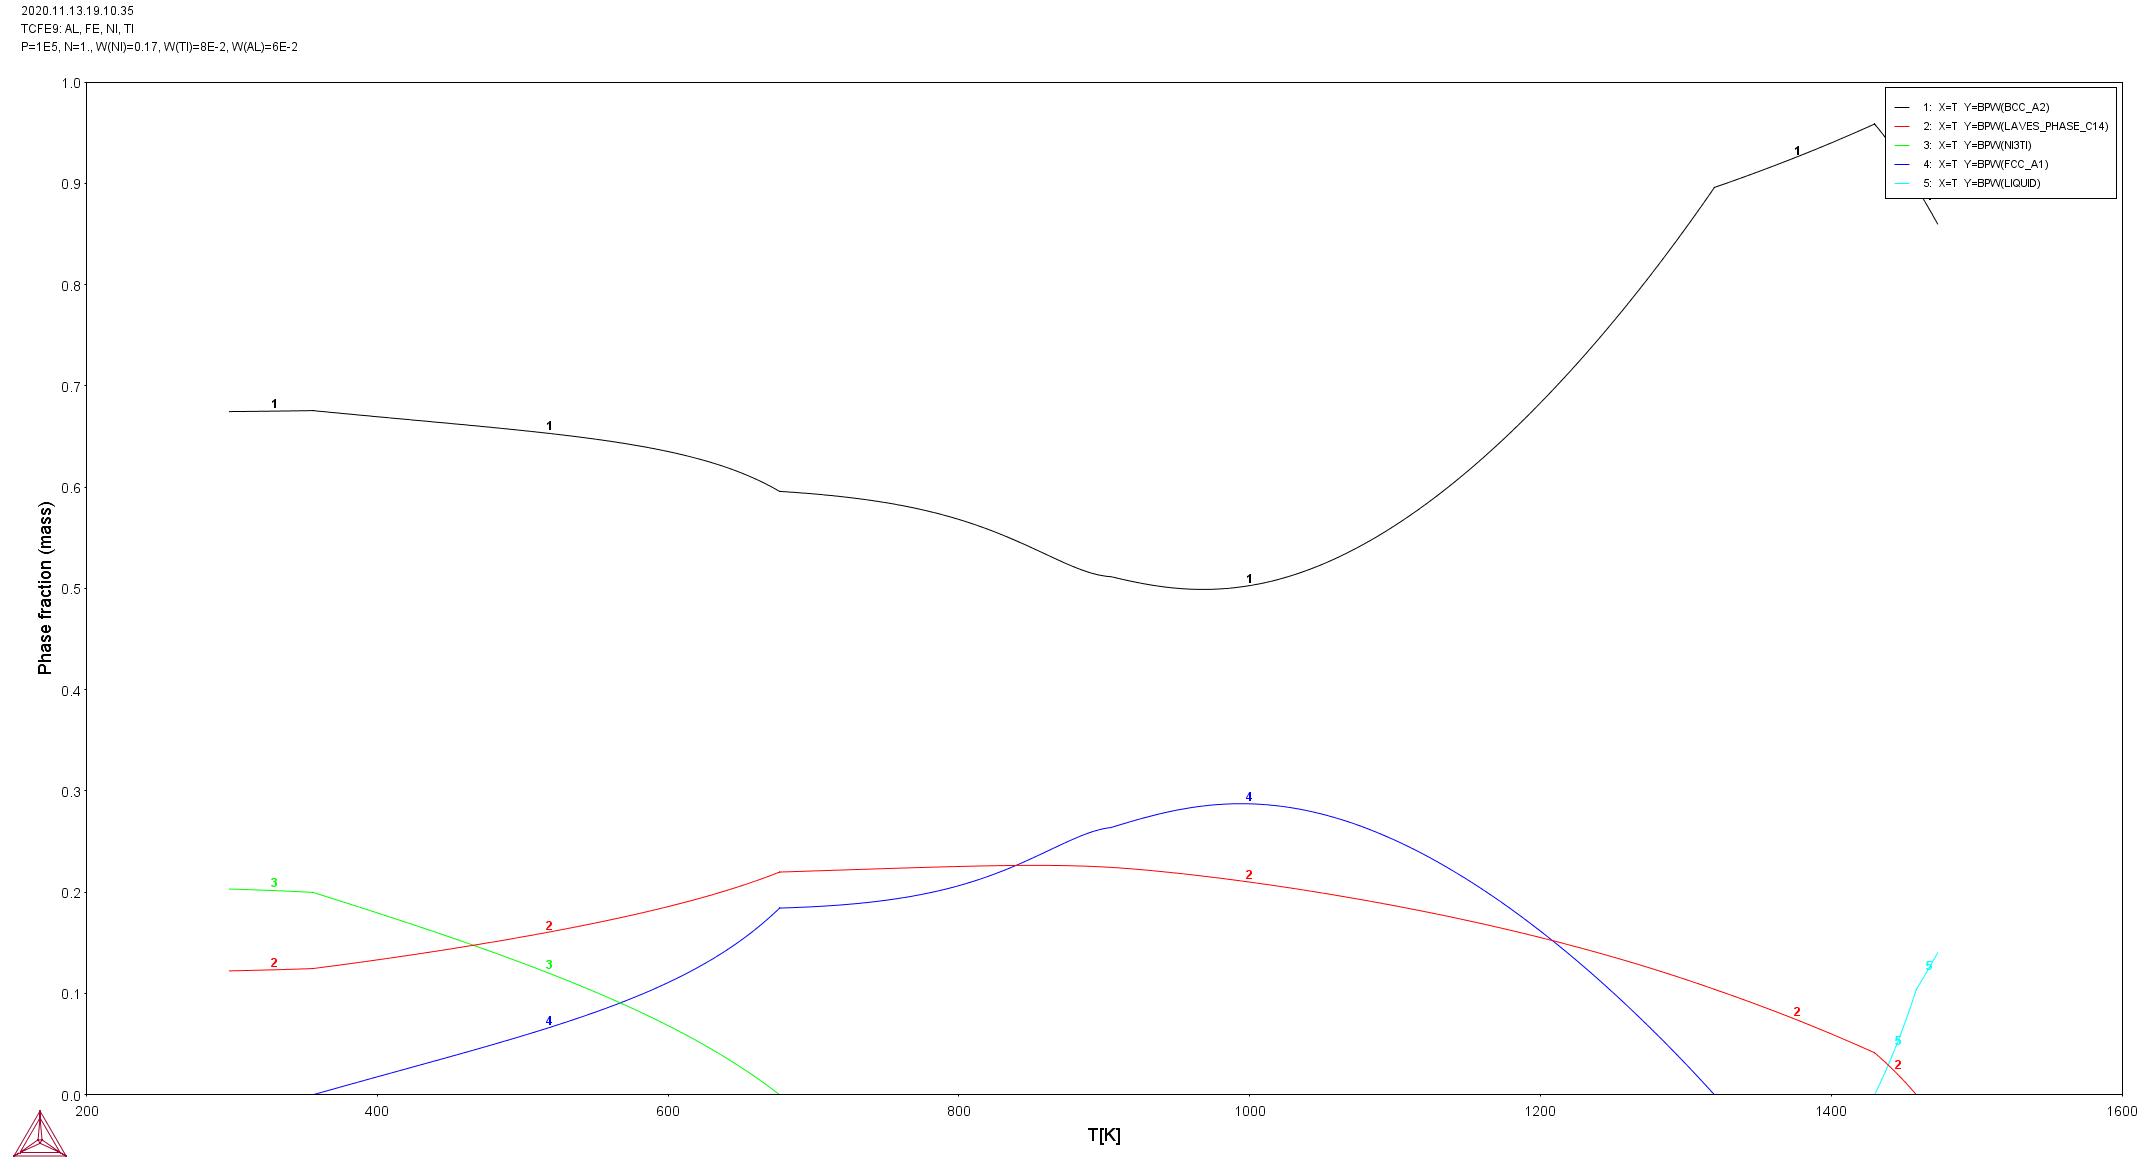 2020.11.13.19.10.35
TCFE9: AL, FE, NI, TI
P=1E5, N=1., W(NI)=0.17, W(TI)=8E-2, W(AL)=6E-2
1: X=T Y=BPW(BCC_A2)
2: X=T Y=BPW(LAVES_PHASE_C14)
3: X=T Y=BPW(NI3TI)
4: X=T Y=BPW(FCC_A1)
5: X=T Y=BPW(LIQUID)
1.0
0.9
0.8
0.7
0.6
0.5
0.4
0.3
0.2
0.1
0.0
Phase fraction (mass)
1
1
1
1
4
3
2
2
2
3
4
2
5
5
2
200 400 600 800 1000 1200 1400 1600
T[K]